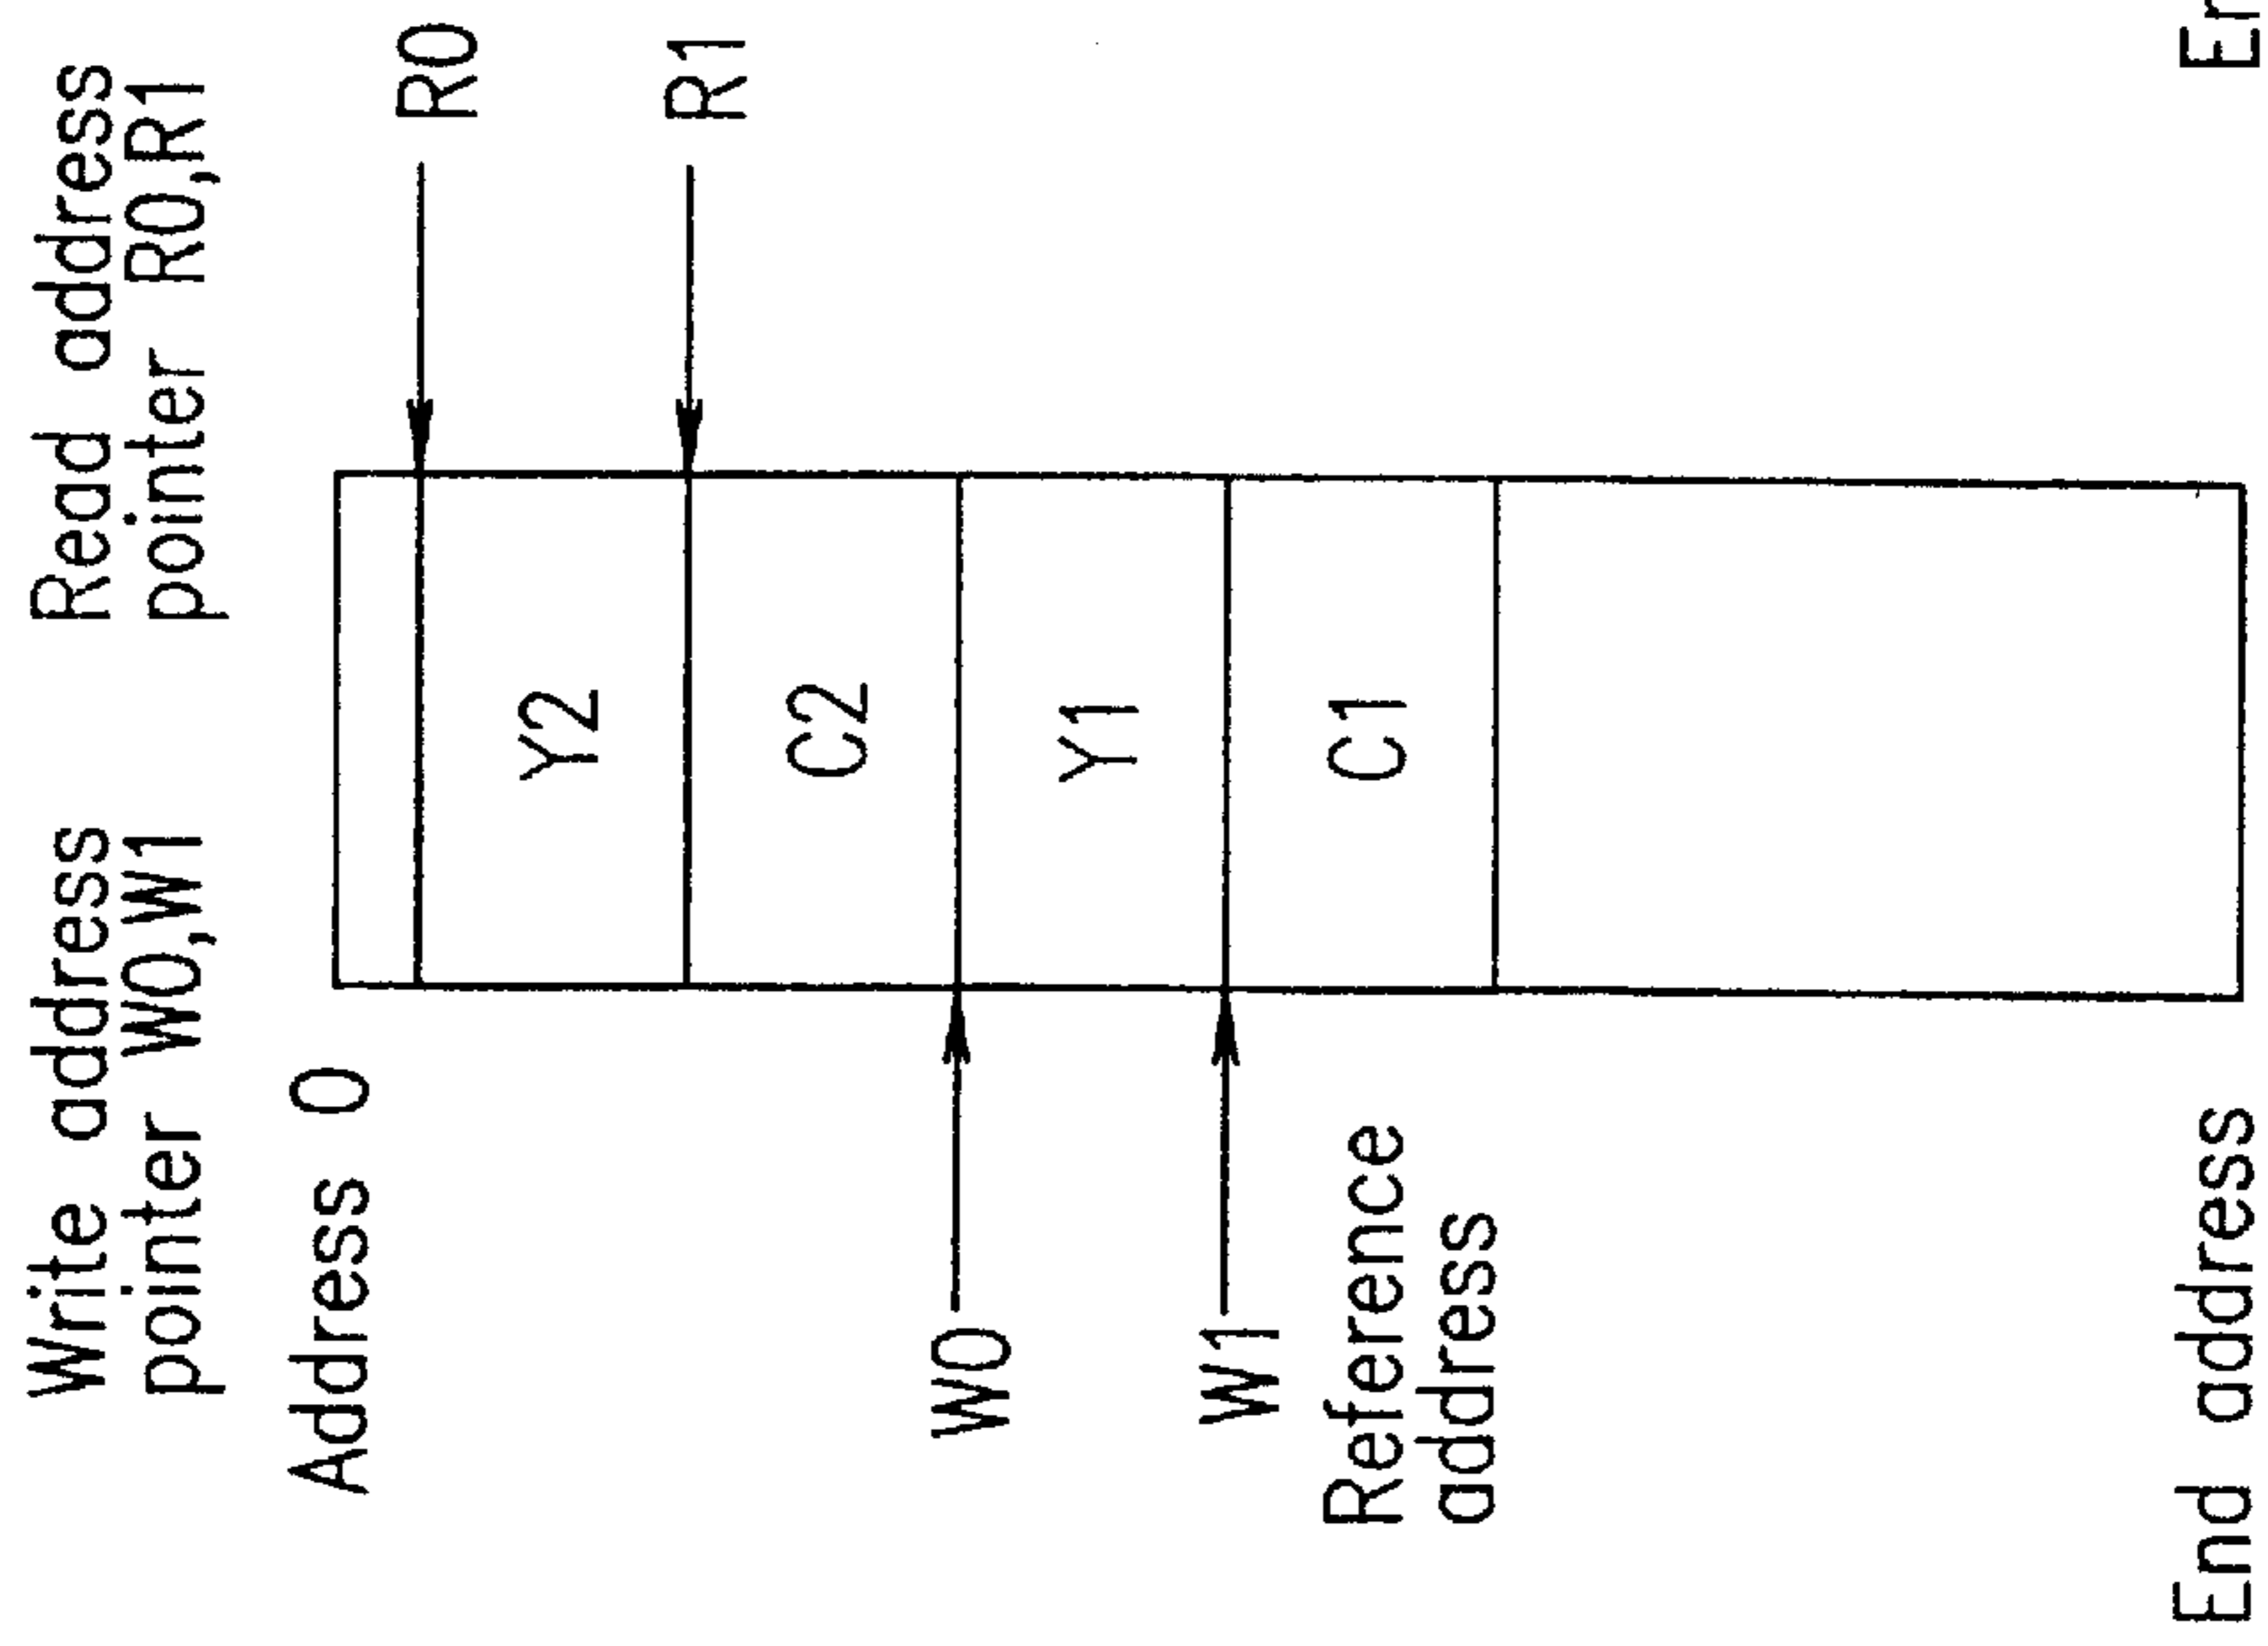 Write address
pointer W0,W1
Read address
pointer R0,R1
Address 0
R0
Y2
R1
C2
W0
Y1
W1
C1
Reference
address
End address